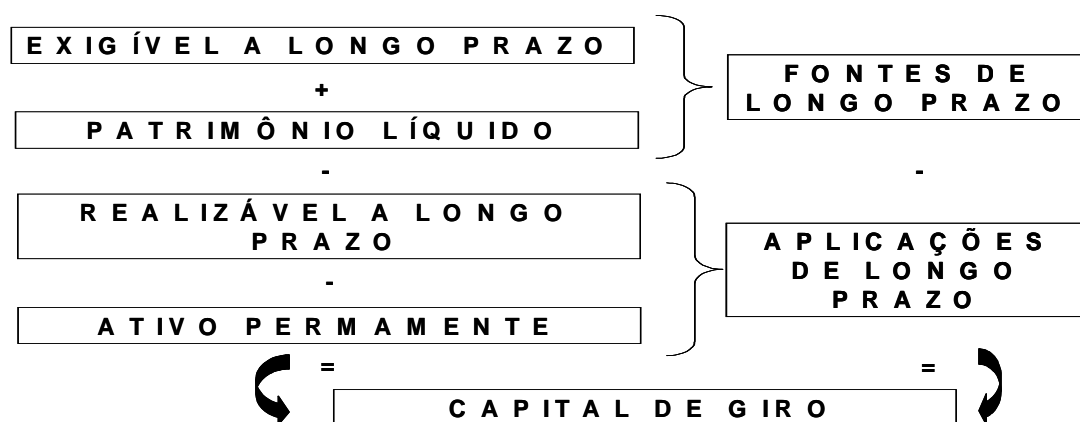 EXIGÍVEL A LONGO PRAZO
+
PATRIMÔNIO LÍQUIDO
-
REALIZÁVEL A LONGO
PRAZO
-
ATIVO PERMAMENTE
=
FONTES DE
LONGO PRAZO
-
APLICAÇÕES
DE LONGO
PRAZO
=
CAPITAL DE GIRO